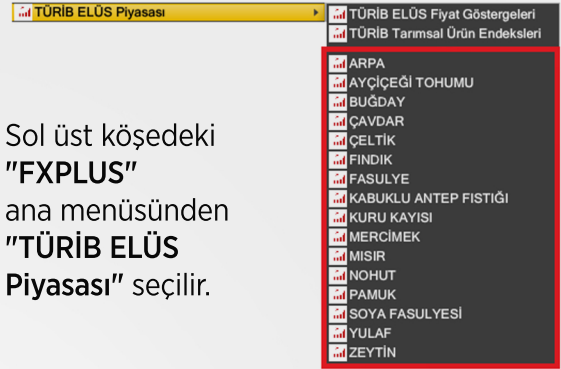 TÜRİB ELÜS Piyasası
TÜRİB ELÜS Fiyat Göstergeleri
TÜRİB Tarımsal Ürün Endeksleri
ARPA
AYÇİÇEĞİ TOHUMU
BUĞDAY
ÇAVDAR
ÇELTİK
FINDIK
FASULYE
KABUKLU ANTEP FISTIĞI
KURU KAYISI
MERCİMEK
MISIR
NOHUT
PAMUK
SOYA FASULYESİ
YULAF
ZEYTİN
Sol üst köşedeki
"FXPLUS"
ana menüsünden
"TÜRİB ELÜS
Piyasası" seçilir.